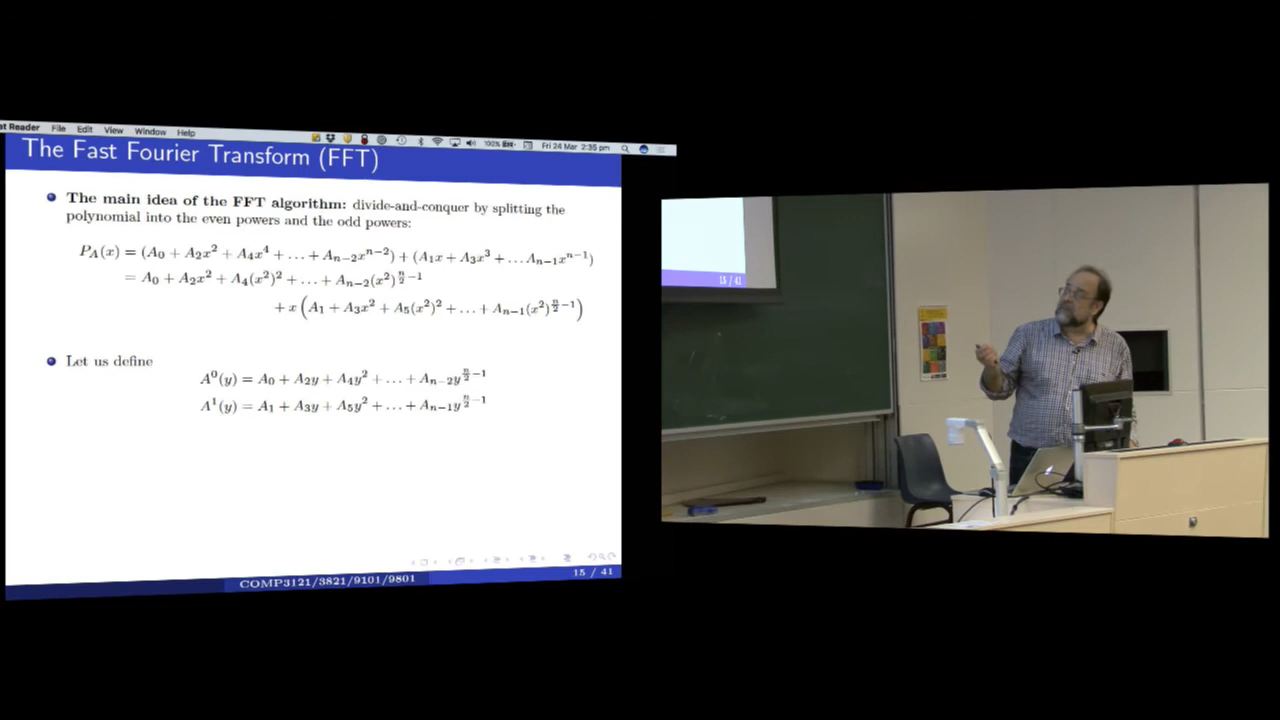 at Reader File Edit View Window Help 100% Fri 24 Mar 2:35 pm
The Fast Fourier Transform (FFT)
The main idea of the FFT algorithm: divide-and-conquer by splitting the
polynomial into the even powers and the odd powers:
P_A(x) = (A_0 + A_2x^2 + A_4x^4 + ... + A_{n−2}x^{n−2}) + (A_1x + A_3x^3 + ... A_{n−1}x^{n−1})
= A_0 + A_2x^2 + A_4(x^2)^2 + ... + A_{n−2}(x^2)^{n/2−1}
+ x (A_1 + A_3x^2 + A_5(x^2)^2 + ... + A_{n−1}(x^2)^{n/2−1})
Let us define
A^0(y) = A_0 + A_2y + A_4y^2 + ... + A_{n−2}y^{n/2−1}
A^1(y) = A_1 + A_3y + A_5y^2 + ... + A_{n−1}y^{n/2−1}
COMP3121/3821/9101/9801 15 / 41
15 / 41